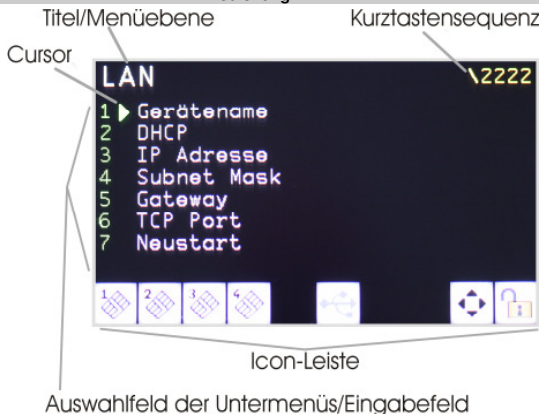 Titel/Menüebene
Kurztastensequenz
Cursor
LAN
\2222
1 Gerätename
2 DHCP
3 IP Adresse
4 Subnet Mask
5 Gateway
6 TCP Port
7 Neustart
1 2 3 4
Icon-Leiste
Auswahlfeld der Untermenüs/Eingabefeld